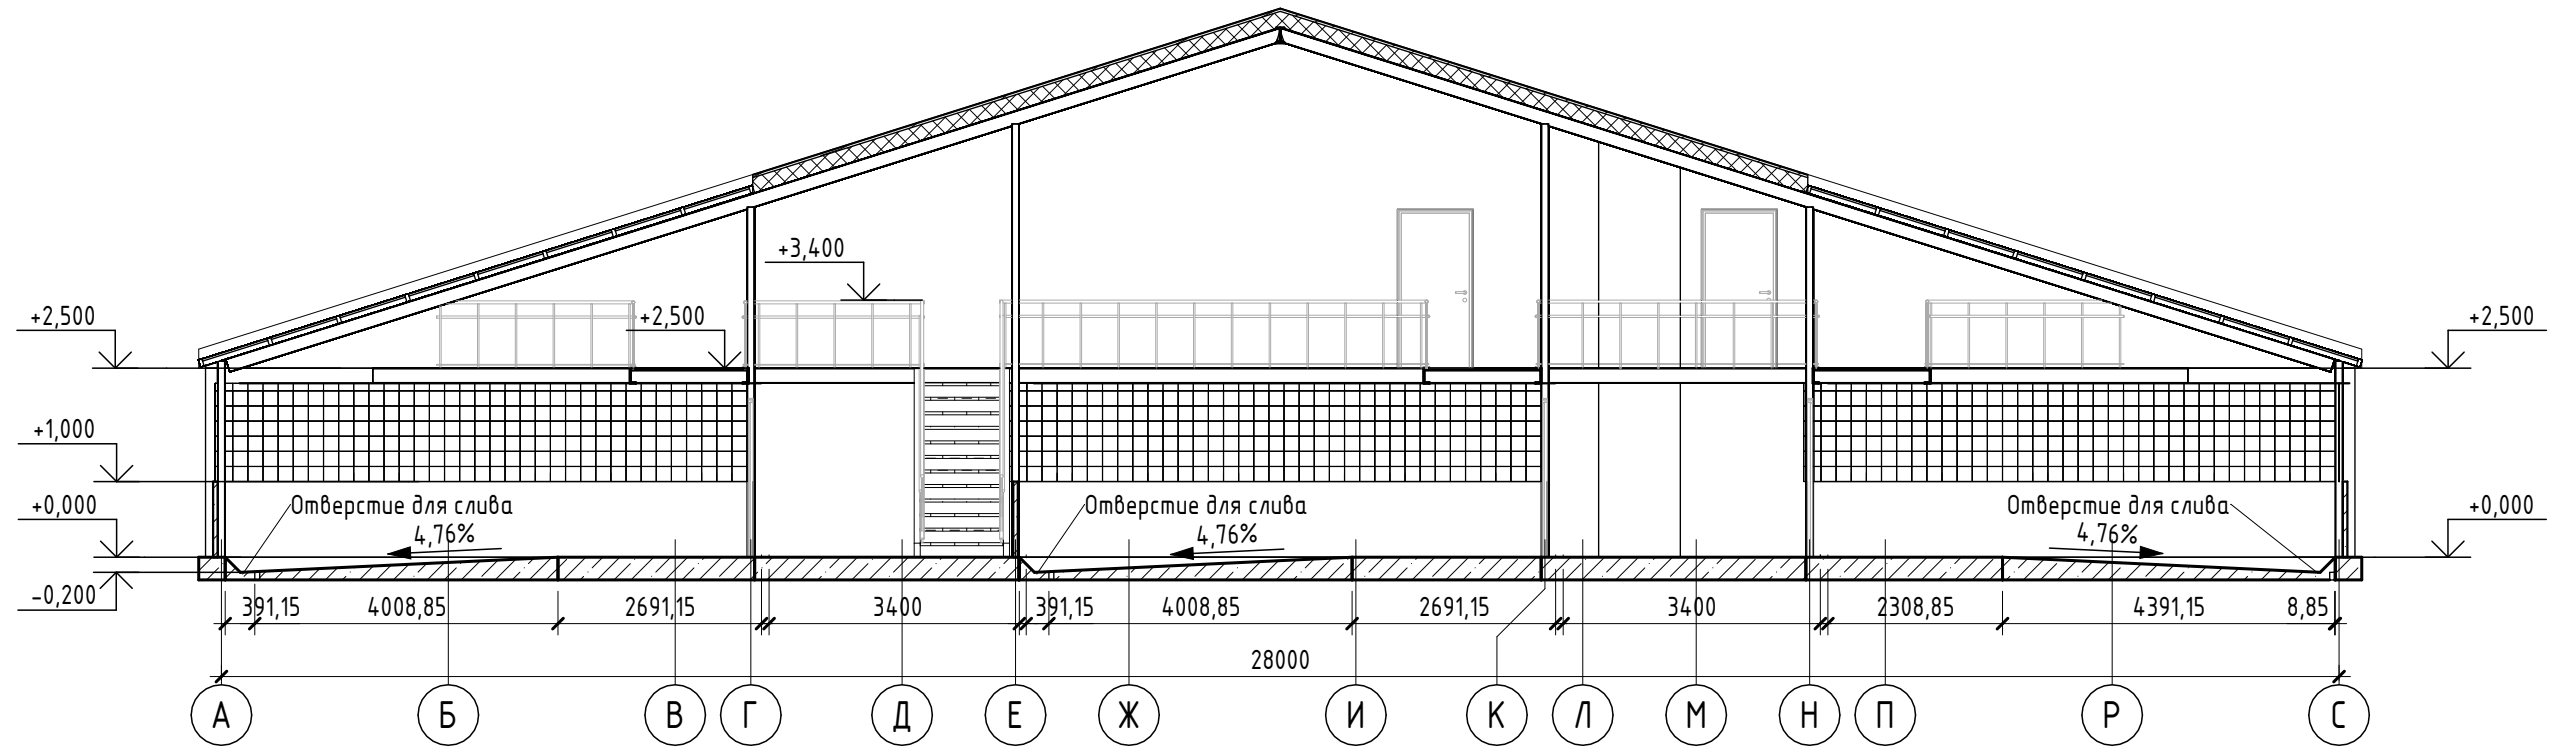 +3,400
+2,500
+2,500
+2,500
+1,000
+0,000
Отверстие для слива
4,76%
Отверстие для слива
4,76%
Отверстие для слива
4,76%
+0,000
-0,200
391,15
4008,85
2691,15
3400
391,15
4008,85
2691,15
3400
2308,85
4391,15
8,85
28000
А
Б
В
Г
Д
Е
Ж
И
К
Л
М
Н
П
Р
С